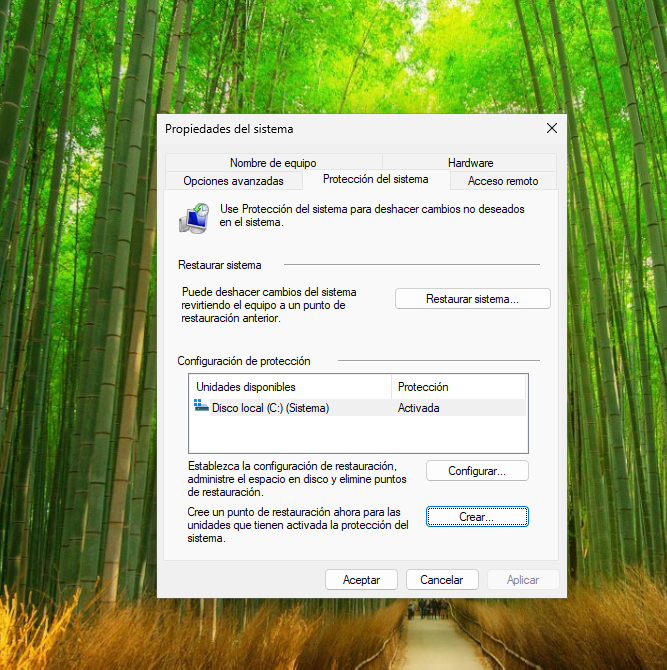 Propiedades del sistema
Nombre de equipo
Hardware
Opciones avanzadas
Protección del sistema
Acceso remoto
Use Protección del sistema para deshacer cambios no deseados
en el sistema.
Restaurar sistema
Puede deshacer cambios del sistema
revirtiendo el equipo a un punto de
restauración anterior.
Restaurar sistema...
Configuración de protección
Unidades disponibles
Protección
Disco local (C:) (Sistema)
Activada
Establezca la configuración de restauración,
administre el espacio en disco y elimine puntos
de restauración.
Configurar...
Cree un punto de restauración ahora para las
unidades que tienen activada la protección del
sistema.
Crear...
Aceptar
Cancelar
Aplicar